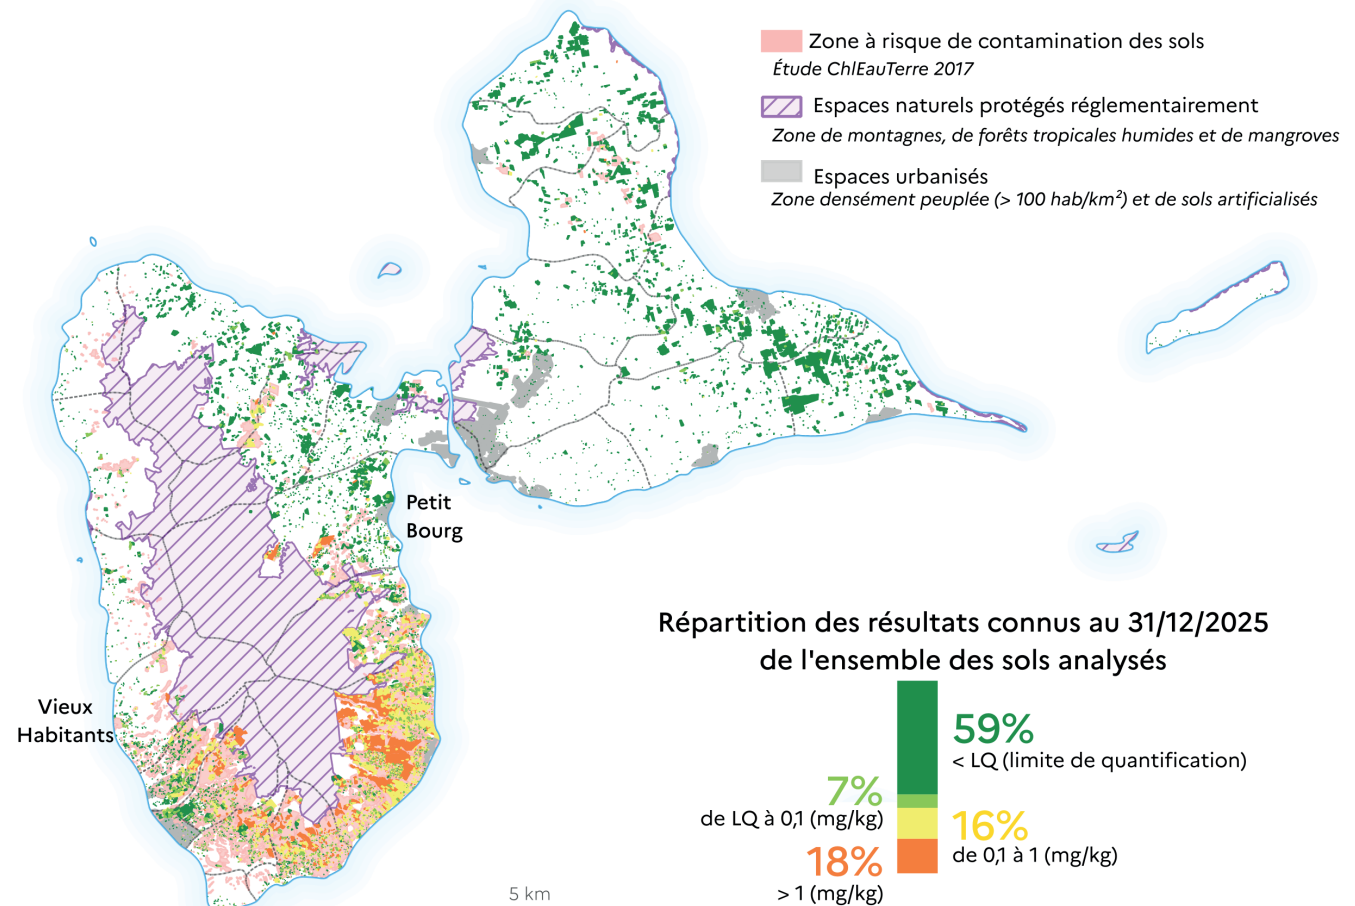 Zone à risque de contamination des sols
Étude ChlEauTerre 2017
Espaces naturels protégés réglementairement
Zone de montagnes, de forêts tropicales humides et de mangroves
Espaces urbanisés
Zone densément peuplée (> 100 hab/km²) et de sols artificialisés
Petit
Bourg
Vieux
Habitants
Répartition des résultats connus au 31/12/2025
de l'ensemble des sols analysés
59%
< LQ (limite de quantification)
7%
de LQ à 0,1 (mg/kg)
16%
de 0,1 à 1 (mg/kg)
18%
> 1 (mg/kg)
5 km